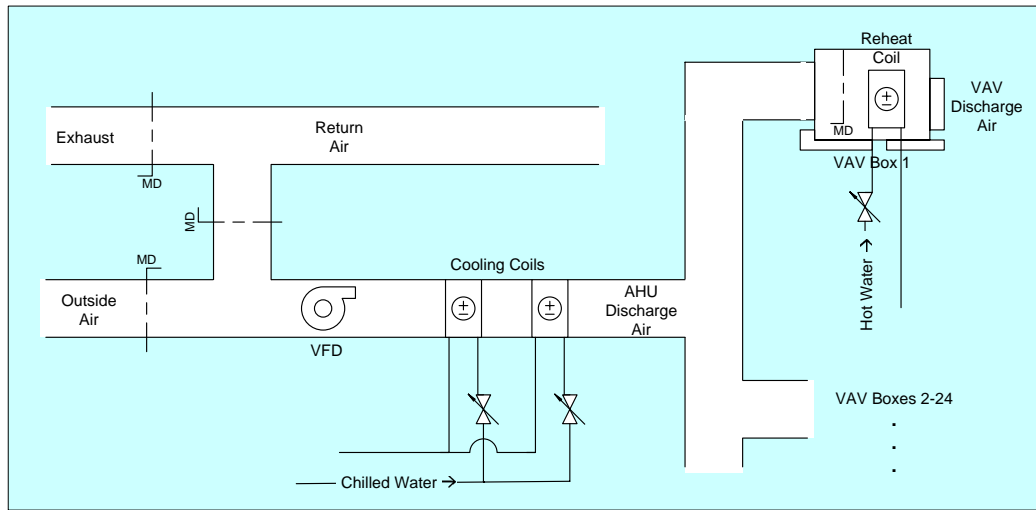 Reheat
Coil
VAV
Discharge
Air
MD
VAV Box 1
Exhaust
Return
Air
MD
MD
MD
Hot Water
Cooling Coils
Outside
Air
AHU
Discharge
Air
VFD
VAV Boxes 2-24
Chilled Water